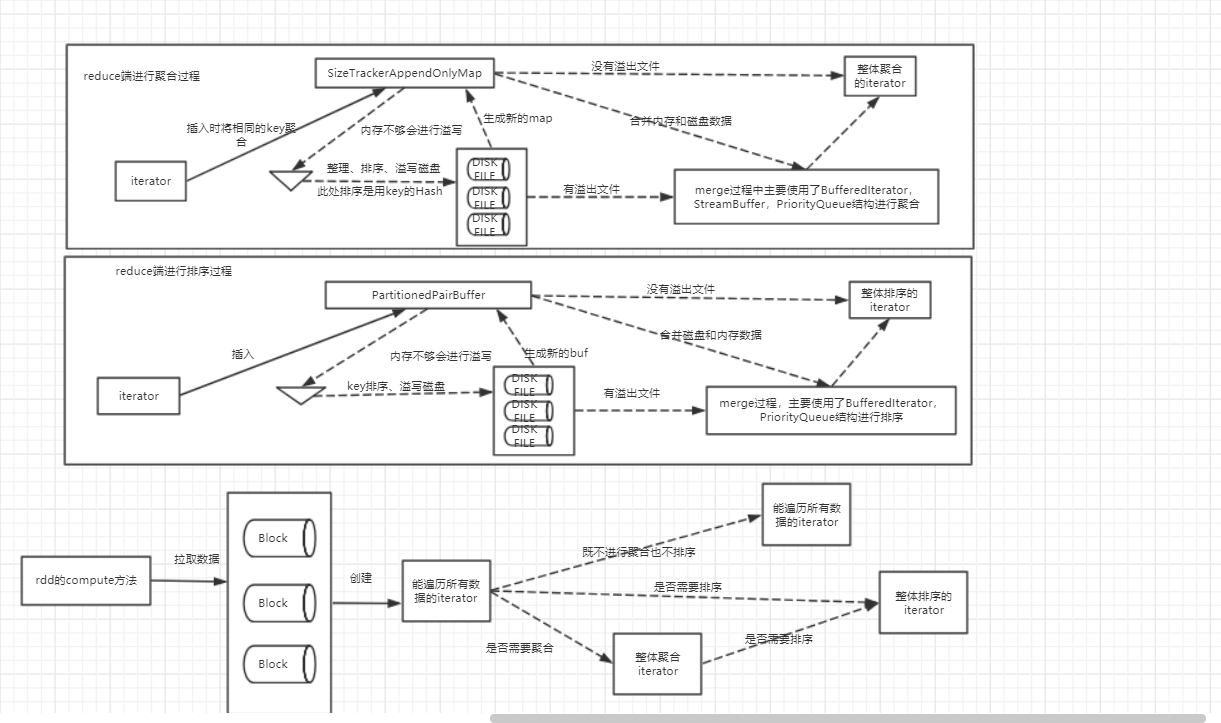 reduce端进行聚合过程
SizeTrackerAppendOnlyMap
没有溢出文件
整体聚合
的iterator
插入时将相同的key聚
合
内存不够会进行溢写
生成新的map
合并内存和磁盘数据
iterator
整理、排序、溢写磁盘
此处排序是用key的Hash
DISK
FILE
DISK
FILE
DISK
FILE
有溢出文件
merge过程中主要使用了BufferedIterator，
StreamBuffer，PriorityQueue结构进行聚合
reduce端进行排序过程
PartitionedPairBuffer
没有溢出文件
整体排序的
iterator
插入
内存不够会进行溢写
生成新的buf
合并磁盘和内存数据
iterator
key排序、溢写磁盘
DISK
FILE
DISK
FILE
DISK
FILE
有溢出文件
merge过程，主要使用了BufferedIterator，
PriorityQueue结构进行排序
rdd的compute方法
拉取数据
Block
Block
Block
创建
能遍历所有数
据的iterator
既不进行聚合也不排序
能遍历所有数
据的iterator
是否需要排序
整体排序的
iterator
是否需要聚合
整体聚合
iterator
是否需要排序